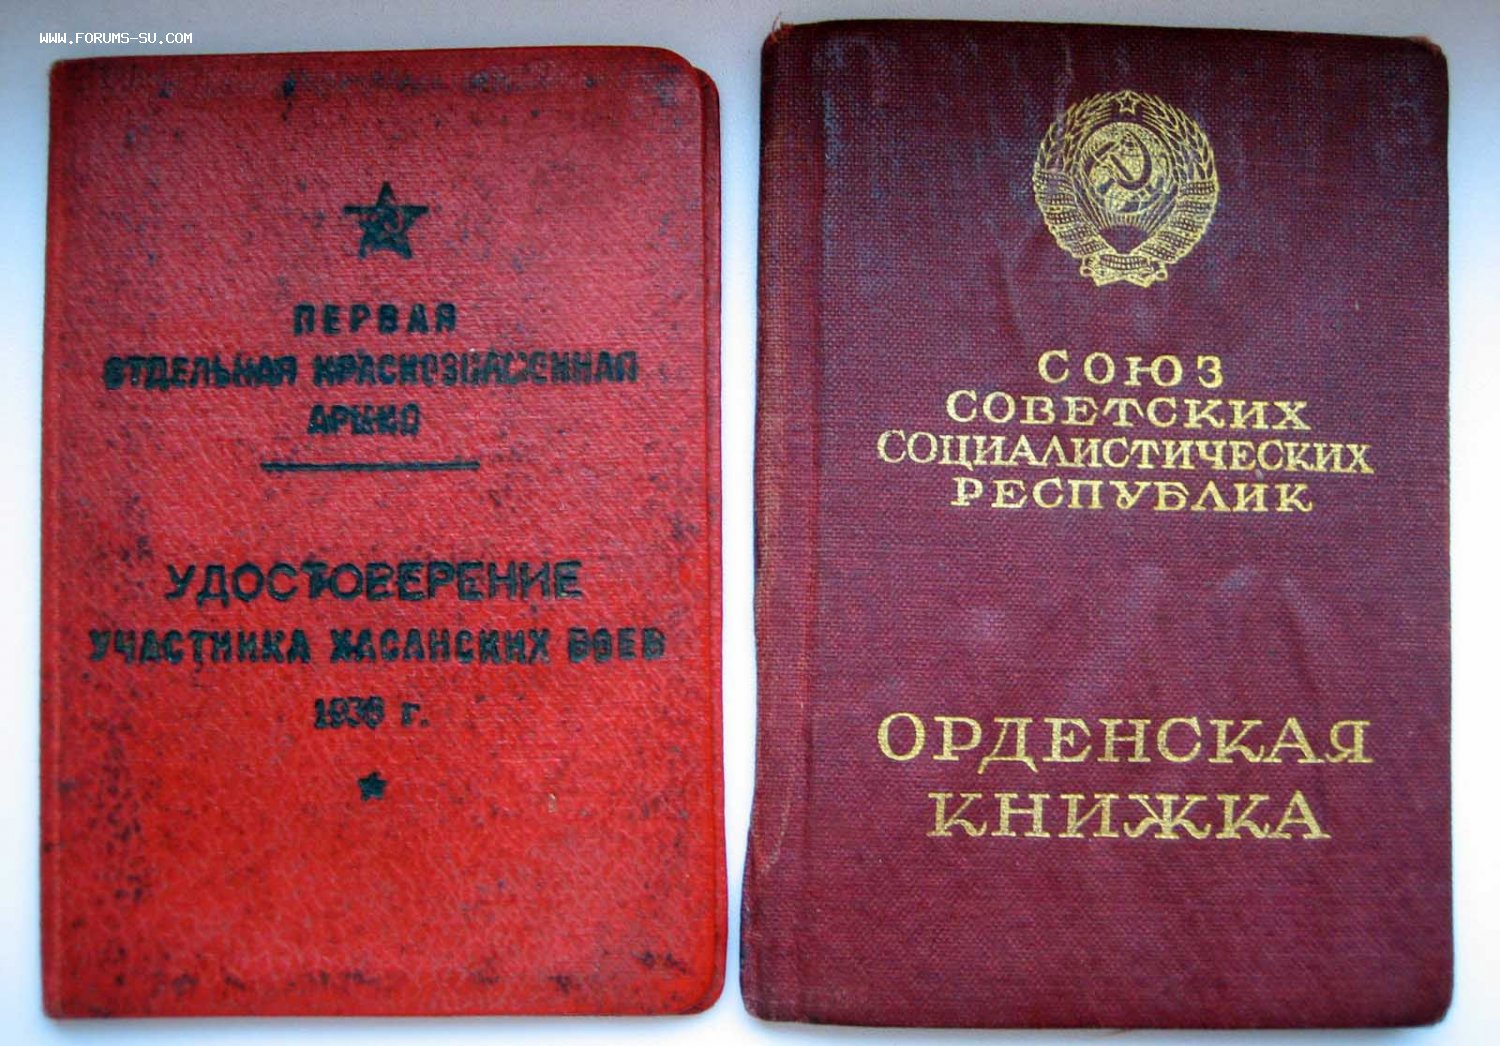 WWW.FORUMS-SU.COM
ПЕРВАЯ
ОТДЕЛЬНАЯ КРАСНОЗНАМЕННАЯ
АРМИЯ
УДОСТОВЕРЕНИЕ
УЧАСТНИКА ХАСАНСКИХ БОЕВ
1938 г.
СОЮЗ
СОВЕТСКИХ
СОЦИАЛИСТИЧЕСКИХ
РЕСПУБЛИК
ОРДЕНСКАЯ
КНИЖКА